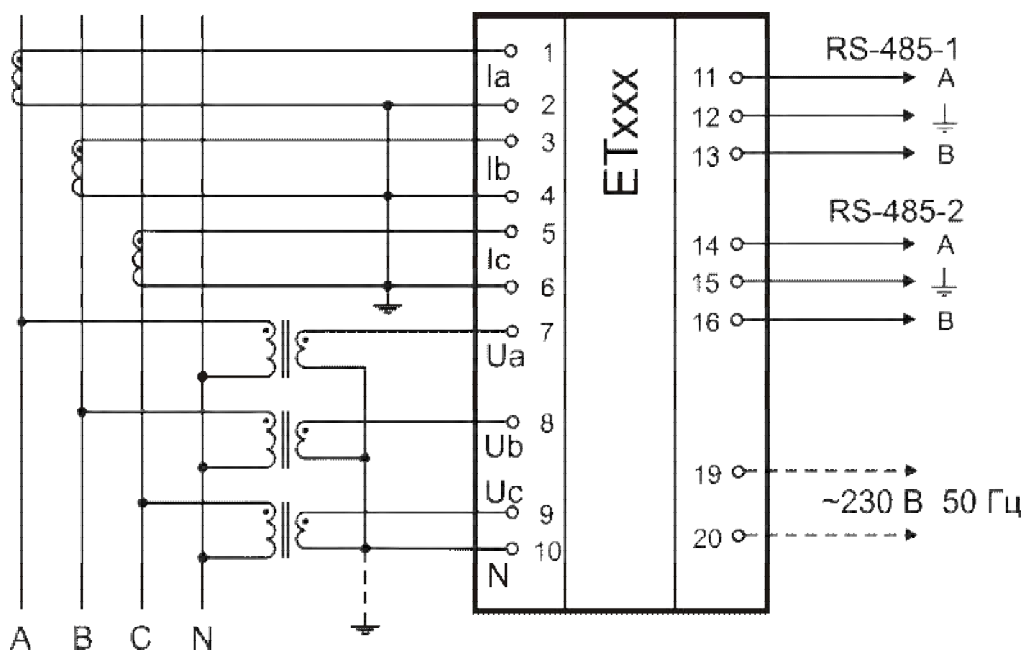 1
Ia
2
3
Ib
4
5
Ic
6
7
Ua
8
Ub
Uc
9
10
N
ETxxx
RS-485-1
11 A
12
13 B
RS-485-2
14 A
15
16 B
19
~230 В 50 Гц
20
A B C N